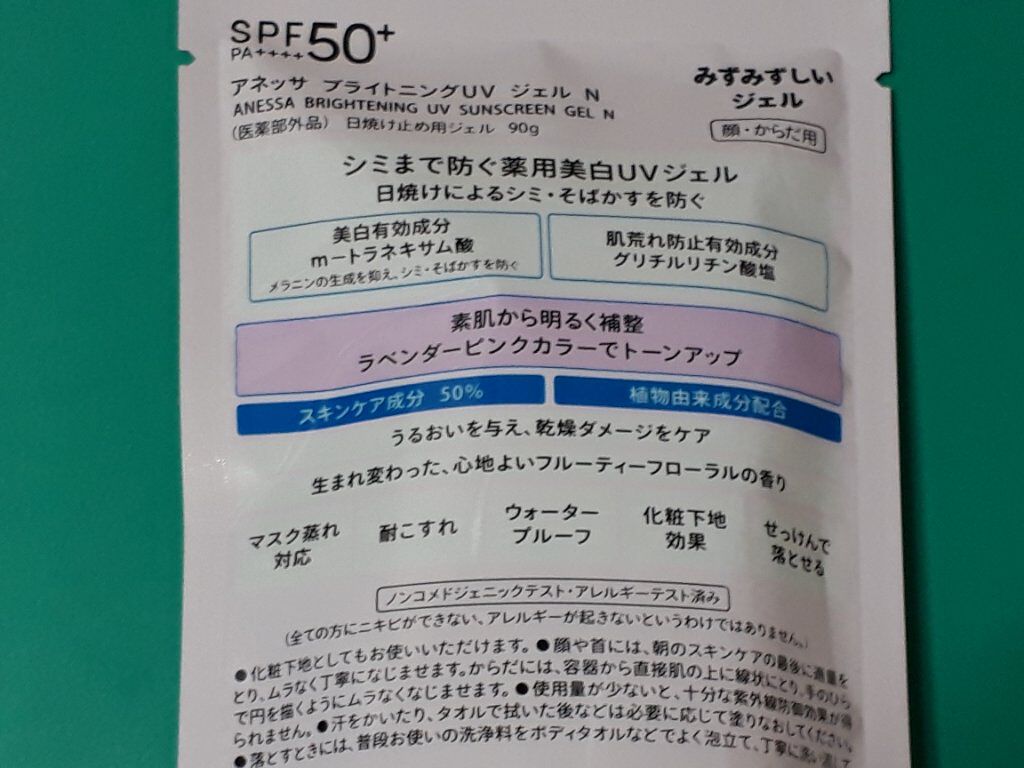 SPF50+
PA++++
アネッサ ブライトニングUV ジェル N
ANESSA BRIGHTENING UV SUNSCREEN GEL N
(医薬部外品) 日焼け止め用ジェル 90g
みずみずしい
ジェル
顔・からだ用
シミまで防ぐ薬用美白UVジェル
日焼けによるシミ・そばかすを防ぐ
美白有効成分
m-トラネキサム酸
メラニンの生成を抑え、シミ・そばかすを防ぐ
肌荒れ防止有効成分
グリチルリチン酸塩
素肌から明るく補整
ラベンダーピンクカラーでトーンアップ
スキンケア成分 50%
植物由来成分配合
うるおいを与え、乾燥ダメージをケア
生まれ変わった、心地よいフルーティーフローラルの香り
マスク蒸れ
対応
耐こすれ
ウォーター
プルーフ
化粧下地
効果
せっけんで
落とせる
ノンコメドジェニックテスト・アレルギーテスト済み
(全ての方にニキビができない、アレルギーが起きないというわけではありません。)
●化粧下地としてもお使いいただけます。●顔や首には、朝のスキンケアの最後に適量を
とり、ムラなく丁寧になじませます。からだには、容器から直接肌の上に線状にとり、手のひら
で円を描くようにムラなくなじませます。●使用量が少ないと、十分な紫外線防御効果が得
られません。●汗をかいたり、タオルで拭いた後などは必要に応じて塗りなおしてください。
●落とすときには、普段お使いの洗浄料をボディタオルなどでよく泡立て、丁寧に洗い流して